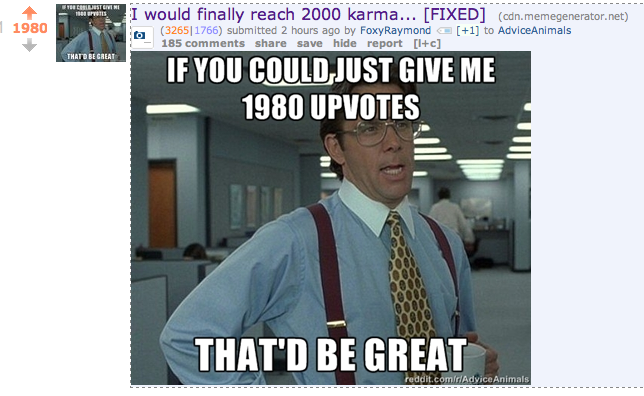 1980
IF YOU COULD JUST GIVE ME
1980 UPVOTES
THAT'D BE GREAT
I would finally reach 2000 karma... [FIXED] (cdn.memegenerator.net)
(3265|1766) submitted 2 hours ago by FoxyRaymond [+1] to AdviceAnimals
185 comments share save hide report [l+c]
IF YOU COULD JUST GIVE ME
1980 UPVOTES
THAT'D BE GREAT
reddit.com/r/AdviceAnimals